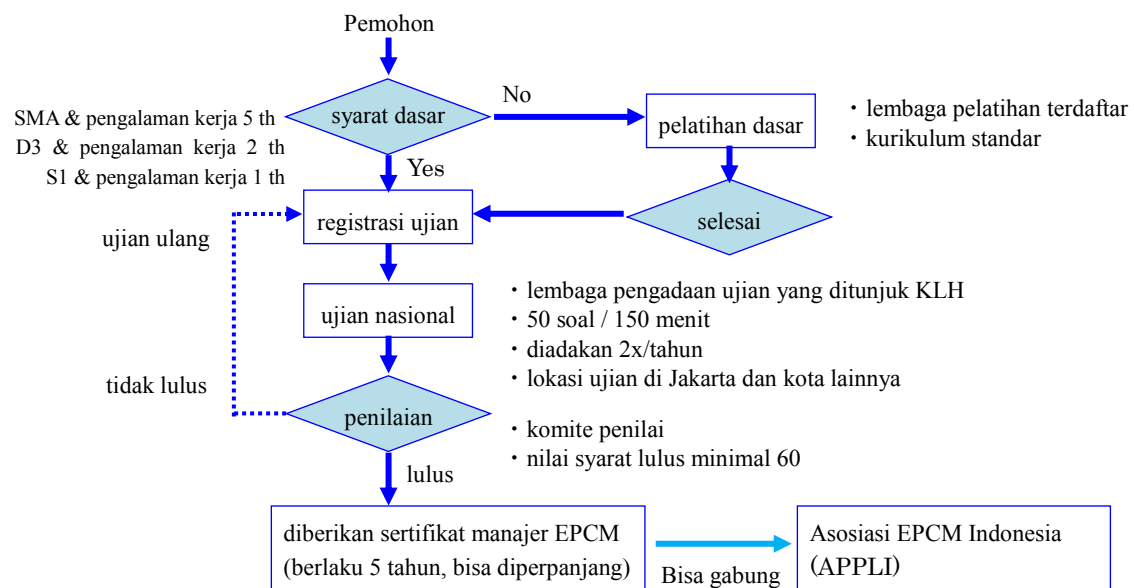 Pemohon
syarat dasar
No
SMA & pengalaman kerja 5 th
D3 & pengalaman kerja 2 th
S1 & pengalaman kerja 1 th
Yes
pelatihan dasar
・lembaga pelatihan terdaftar
・kurikulum standar
selesai
registrasi ujian
ujian ulang
ujian nasional
・lembaga pengadaan ujian yang ditunjuk KLH
・50 soal / 150 menit
・diadakan 2x/tahun
・lokasi ujian di Jakarta dan kota lainnya
tidak lulus
penilaian
・komite penilai
・nilai syarat lulus minimal 60
lulus
diberikan sertifikat manajer EPCM
(berlaku 5 tahun, bisa diperpanjang)
Bisa gabung
Asosiasi EPCM Indonesia
(APPLI)